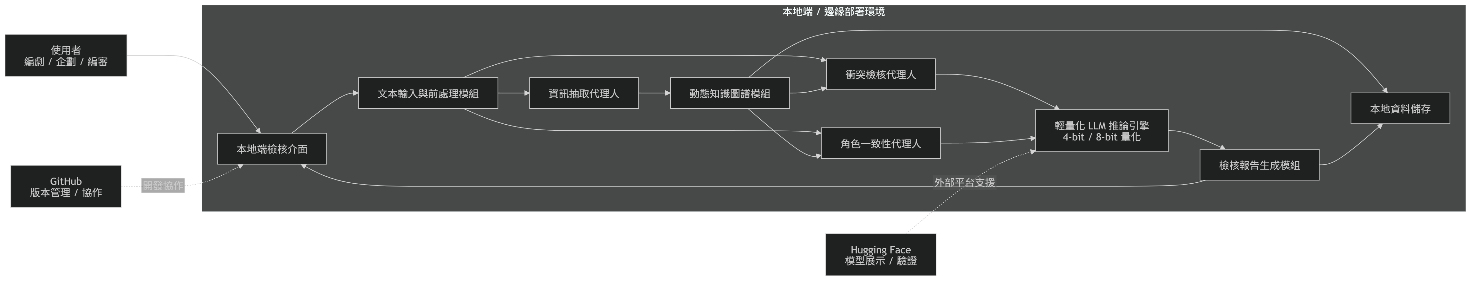 本地端 / 邊緣部署環境
使用者
編劇 / 企劃 / 編審
文本輸入與前處理模組
資訊抽取代理人
動態知識圖譜模組
衝突檢核代理人
角色一致性代理人
輕量化 LLM 推論引擎
4-bit / 8-bit 量化
本地資料儲存
檢核報告生成模組
本地端檢核介面
GitHub
版本管理 / 協作
開發協作
外部平台支援
Hugging Face
模型展示 / 驗證